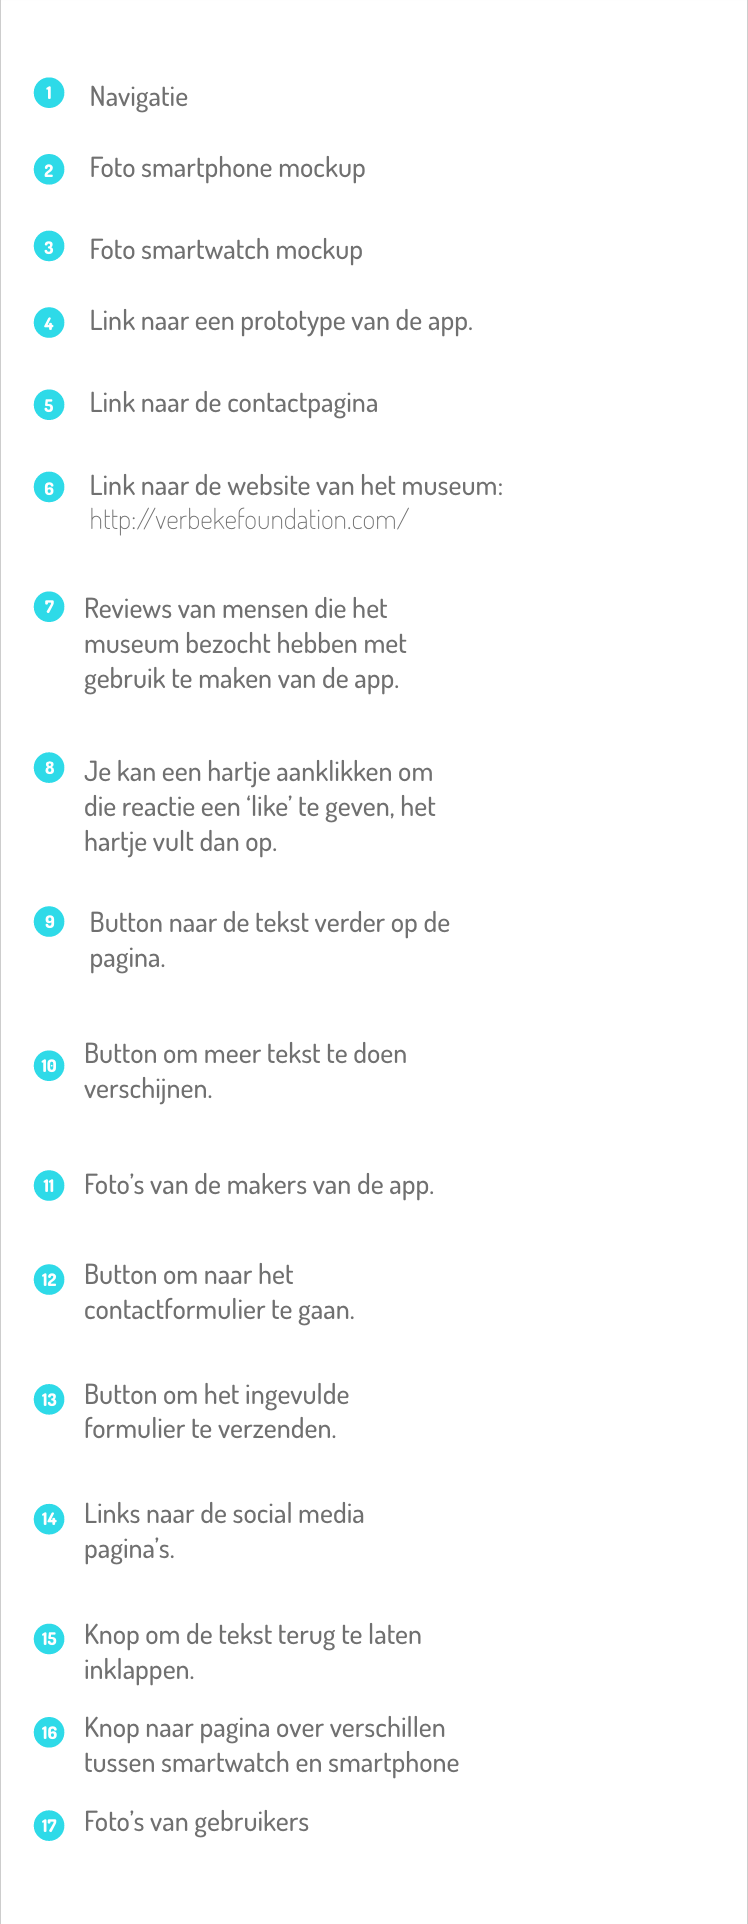 1 Navigatie
2 Foto smartphone mockup
3 Foto smartwatch mockup
4 Link naar een prototype van de app.
5 Link naar de contactpagina
6 Link naar de website van het museum:
http://verbekefoundation.com/
7 Reviews van mensen die het
museum bezocht hebben met
gebruik te maken van de app.
8 Je kan een hartje aanklikken om
die reactie een ‘like’ te geven, het
hartje vult dan op.
9 Button naar de tekst verder op de
pagina.
10 Button om meer tekst te doen
verschijnen.
11 Foto’s van de makers van de app.
12 Button om naar het
contactformulier te gaan.
13 Button om het ingevulde
formulier te verzenden.
14 Links naar de social media
pagina’s.
15 Knop om de tekst terug te laten
inklappen.
16 Knop naar pagina over verschillen
tussen smartwatch en smartphone
17 Foto’s van gebruikers